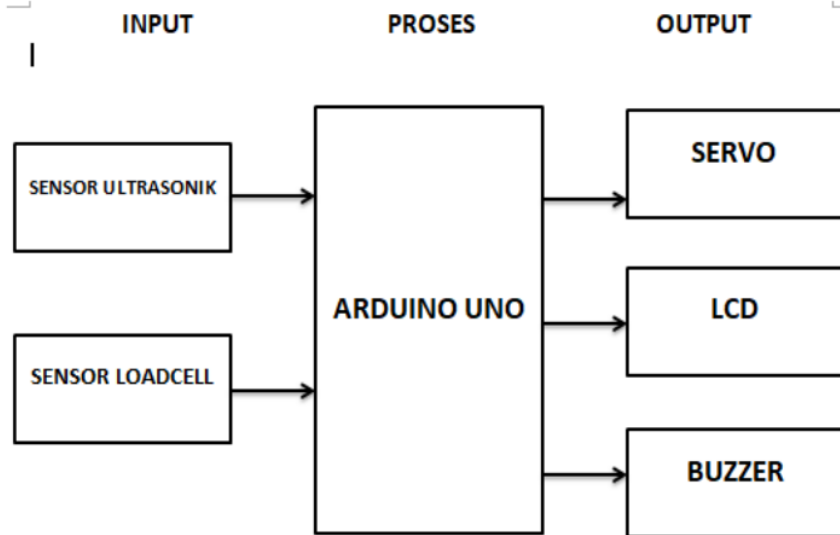 INPUT PROSES OUTPUT
SENSOR ULTRASONIK
SENSOR LOADCELL
ARDUINO UNO
SERVO
LCD
BUZZER